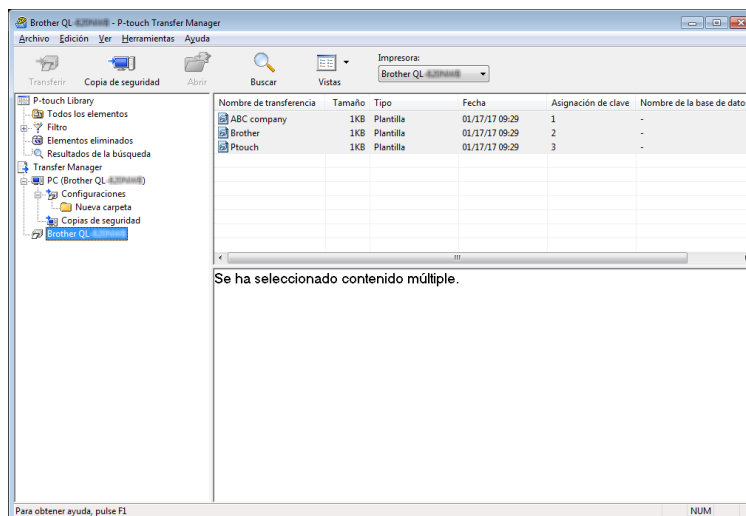 Brother QL - P-touch Transfer Manager
Archivo Edición Ver Herramientas Ayuda
Transferir Copia de seguridad Abrir Buscar Vistas
Impresora:
Brother QL
P-touch Library
Todos los elementos
Filtro
Elementos eliminados
Resultados de la búsqueda
Transfer Manager
PC (Brother QL )
Configuraciones
Nueva carpeta
Copias de seguridad
Brother QL
Nombre de transferencia Tamaño Tipo Fecha Asignación de clave Nombre de la base de dato
ABC company 1KB Plantilla 01/17/17 09:29 1 -
Brother 1KB Plantilla 01/17/17 09:29 2 -
Ptouch 1KB Plantilla 01/17/17 09:29 3 -
Se ha seleccionado contenido múltiple.
Para obtener ayuda, pulse F1
NUM